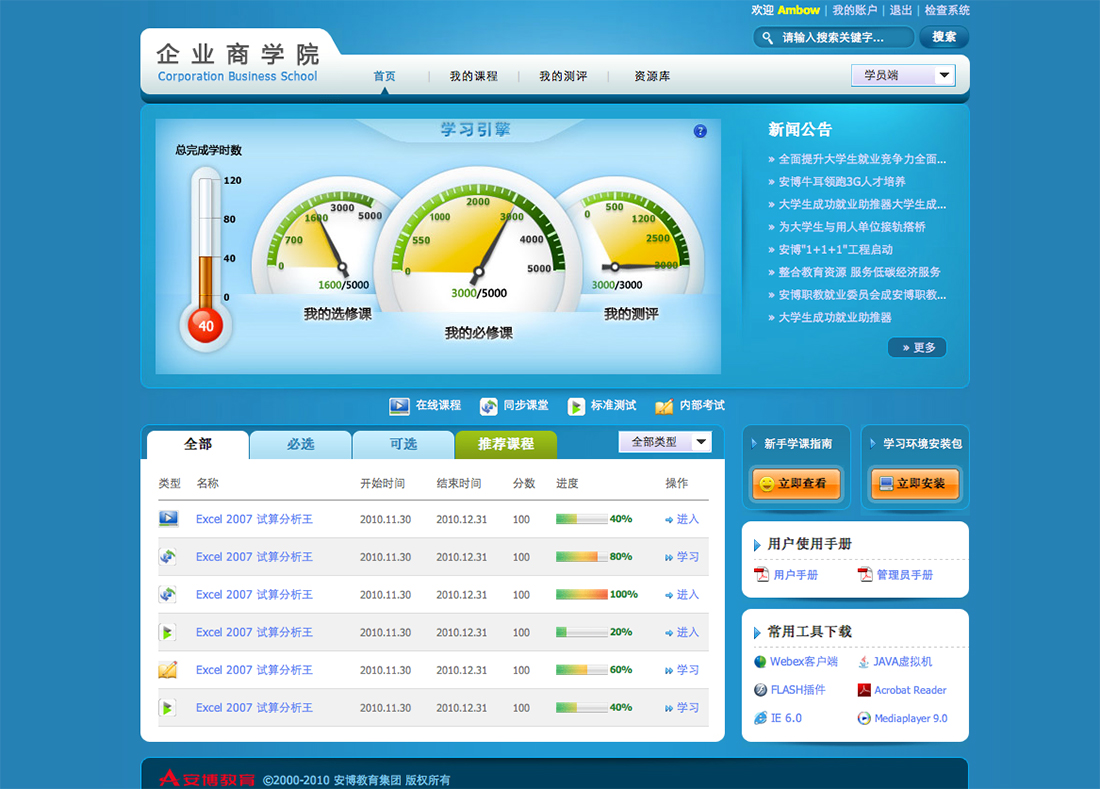 欢迎 Ambow | 我的账户 | 退出 | 检查系统
请输入搜索关键字... 搜索
企业商学院
Corporation Business School
首页 | 我的课程 | 我的测评 | 资源库
学员端
学习引擎
?
总完成学时数
120
80
40
0
40
0
700
1600
3000
5000
1600/5000
我的选修课
0
550
1000
2000
3000
4000
5000
3000/5000
我的必修课
0
500
1200
2500
3000
3000/3000
我的测评
新闻公告
» 全面提升大学生就业竞争力全面...
» 安博牛耳领跑3G人才培养
» 大学生成功就业助推器大学生成...
» 为大学生与用人单位接轨搭桥
» 安博"1+1+1"工程启动
» 整合教育资源 服务低碳经济服务
» 安博职教就业委员会成安博职教...
» 大学生成功就业助推器
» 更多
在线课程 同步课堂 标准测试 内部考试
全部 必选 可选 推荐课程 全部类型
类型 名称 开始时间 结束时间 分数 进度 操作
Excel 2007 试算分析王 2010.11.30 2010.12.31 100 40% 进入
Excel 2007 试算分析王 2010.11.30 2010.12.31 100 80% 学习
Excel 2007 试算分析王 2010.11.30 2010.12.31 100 100% 进入
Excel 2007 试算分析王 2010.11.30 2010.12.31 100 20% 进入
Excel 2007 试算分析王 2010.11.30 2010.12.31 100 60% 学习
Excel 2007 试算分析王 2010.11.30 2010.12.31 100 40% 学习
新手学课指南
立即查看
学习环境安装包
立即安装
用户使用手册
用户手册 管理员手册
常用工具下载
Webex客户端 JAVA虚拟机
FLASH插件 Acrobat Reader
IE 6.0 Mediaplayer 9.0
安博教育 ©2000-2010 安博教育集团 版权所有